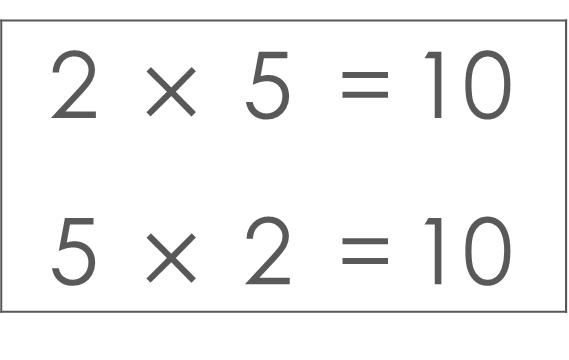 2 × 5 = 10
5 × 2 = 10